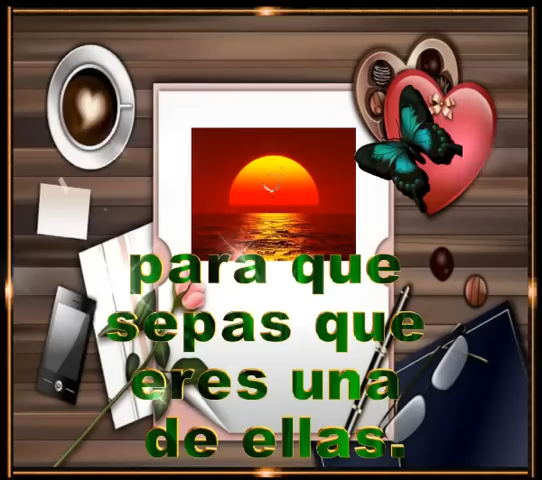 para que
sepas que
eres una
de ellas.